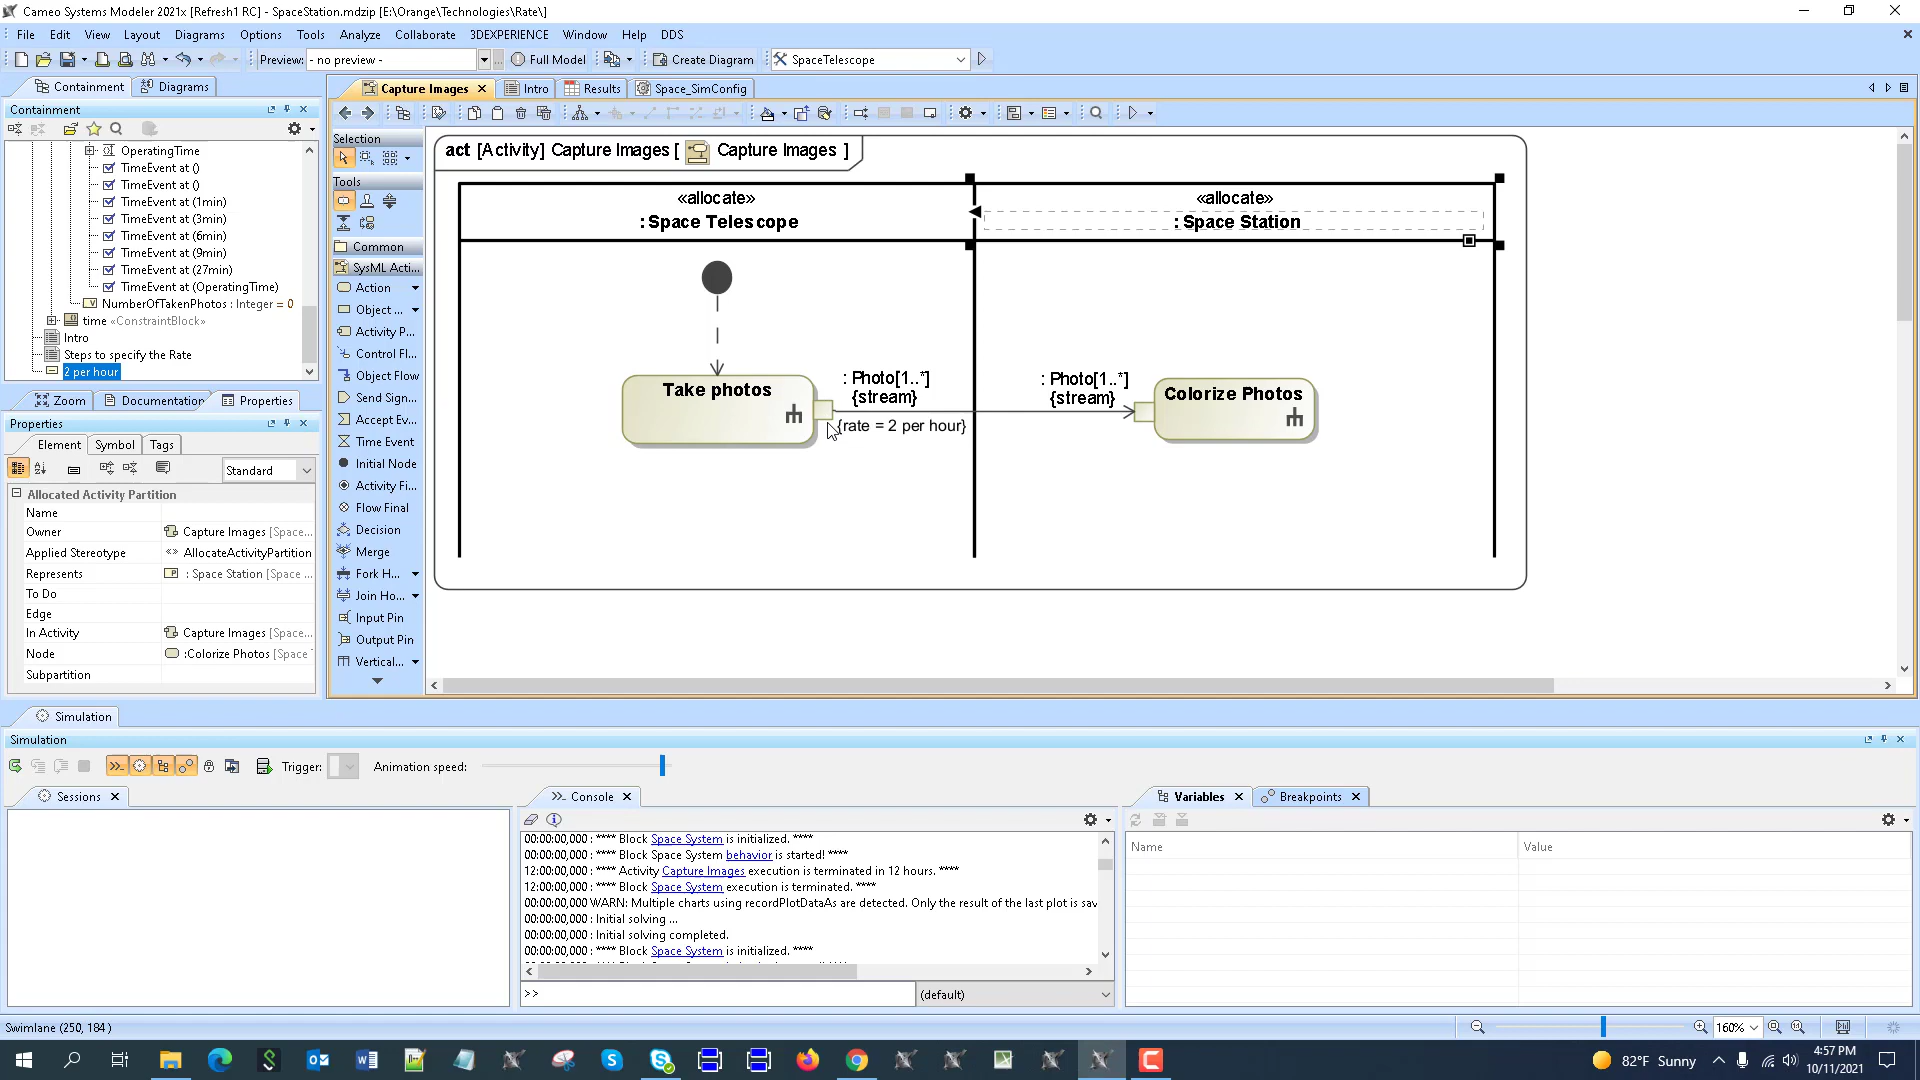 Cameo Systems Modeler 2021x [Refresh1 RC] - SpaceStation.mdzip [E:\Orange\Technologies\Rate\]
File Edit View Layout Diagrams Options Tools Analyze Collaborate 3DEXPERIENCE Window Help DDS
Preview: - no preview - Full Model Create Diagram SpaceTelescope
Containment Diagrams
Capture Images Intro Results Space_SimConfig
Containment
OperatingTime
TimeEvent at ()
TimeEvent at ()
TimeEvent at (1min)
TimeEvent at (3min)
TimeEvent at (6min)
TimeEvent at (9min)
TimeEvent at (27min)
TimeEvent at (OperatingTime)
NumberOfTakenPhotos : Integer = 0
time «ConstraintBlock»
Intro
Steps to specify the Rate
2 per hour
Zoom Documentation Properties
Properties
Element Symbol Tags
Standard
Allocated Activity Partition
Name
Owner Capture Images [Space...
Applied Stereotype «» AllocateActivityPartition
Represents : Space Station [Space ...
To Do
Edge
In Activity Capture Images [Space...
Node :Colorize Photos [Space
Subpartition
Selection
Tools
Common
SysML Acti...
Action
Object ...
Activity P...
Control Fl...
Object Flow
Send Sign...
Accept Ev...
Time Event
Initial Node
Activity Fi...
Flow Final
Decision
Merge
Fork H...
Join Ho...
Input Pin
Output Pin
Vertical...
act [Activity] Capture Images [ Capture Images ]
«allocate»
: Space Telescope
«allocate»
: Space Station
Take photos
: Photo[1..*]
{stream}
{rate = 2 per hour}
: Photo[1..*]
{stream}
Colorize Photos
Simulation
Simulation
Trigger: Animation speed:
Sessions
Console
00:00:00,000 : **** Block Space System is initialized. ****
00:00:00,000 : **** Block Space System behavior is started! ****
12:00:00,000 : **** Activity Capture Images execution is terminated in 12 hours. ****
12:00:00,000 : **** Block Space System execution is terminated. ****
00:00:00,000 WARN: Multiple charts using recordPlotDataAs are detected. Only the result of the last plot is sav
00:00:00,000 : Initial solving ...
00:00:00,000 : Initial solving completed.
00:00:00,000 : **** Block Space System is initialized. ****
>> (default)
Variables Breakpoints
Name Value
Swimlane (250, 184 )
160%
82°F Sunny
4:57 PM
10/11/2021